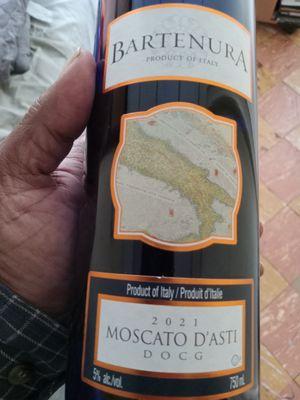 BARTENURA
PRODUCT OF ITALY
Product of Italy / Produit d'Italie
2021
MOSCATO D'ASTI
DOCG
5% alc./vol.
750 ml